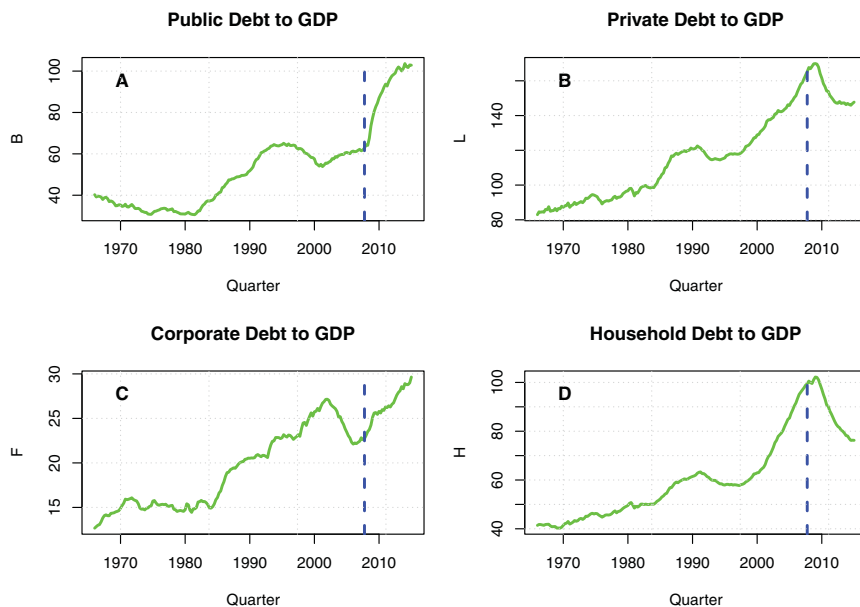 Public Debt to GDP
A
B
100
80
60
40
1970 1980 1990 2000 2010
Quarter
Private Debt to GDP
B
L
140
100
80
1970 1980 1990 2000 2010
Quarter
Corporate Debt to GDP
C
F
30
25
20
15
1970 1980 1990 2000 2010
Quarter
Household Debt to GDP
D
H
100
80
60
40
1970 1980 1990 2000 2010
Quarter